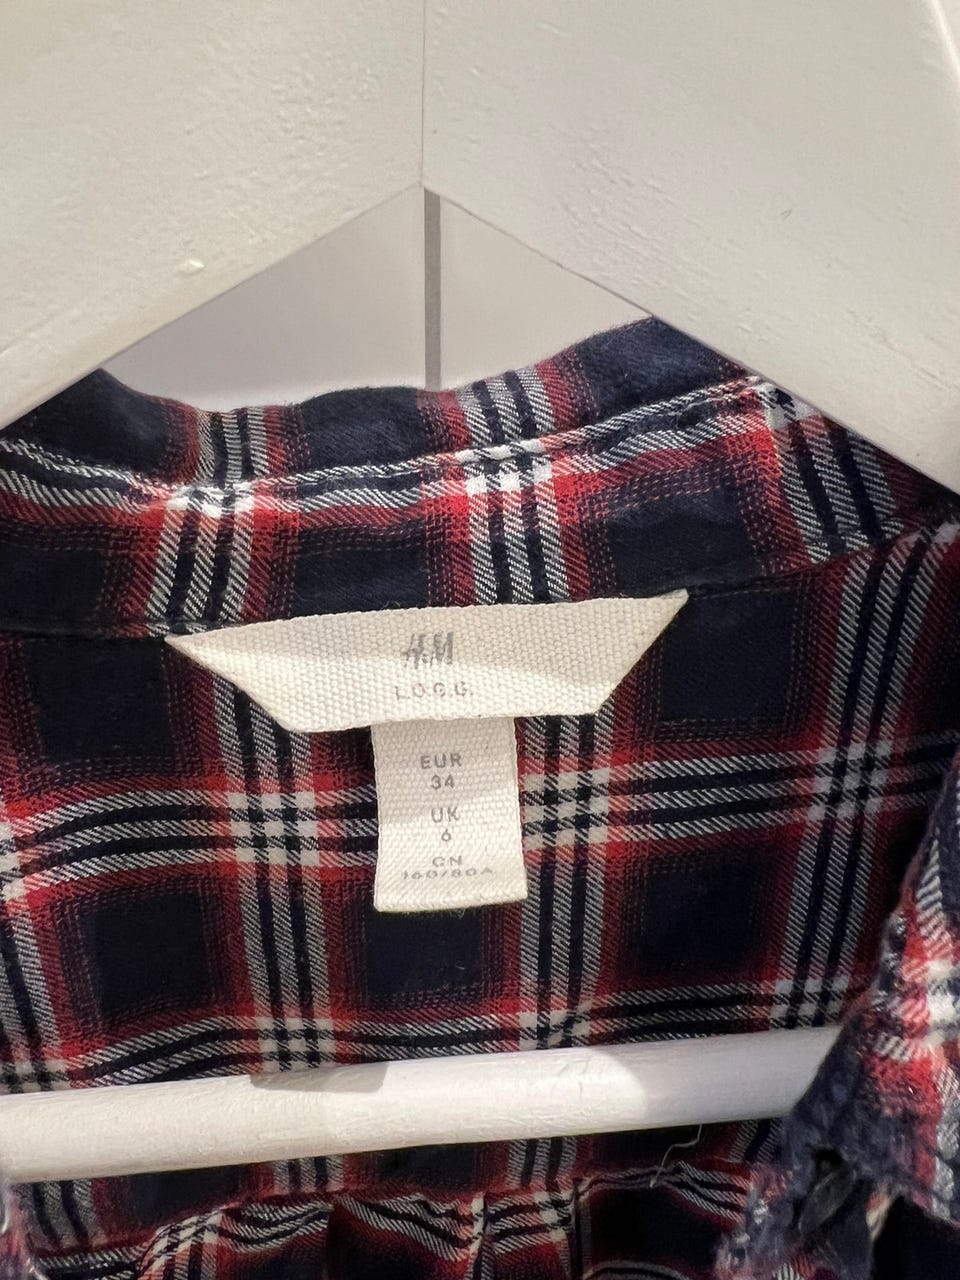 H&M
L.O.G.G.
EUR
34
UK
6
CN
160/80A